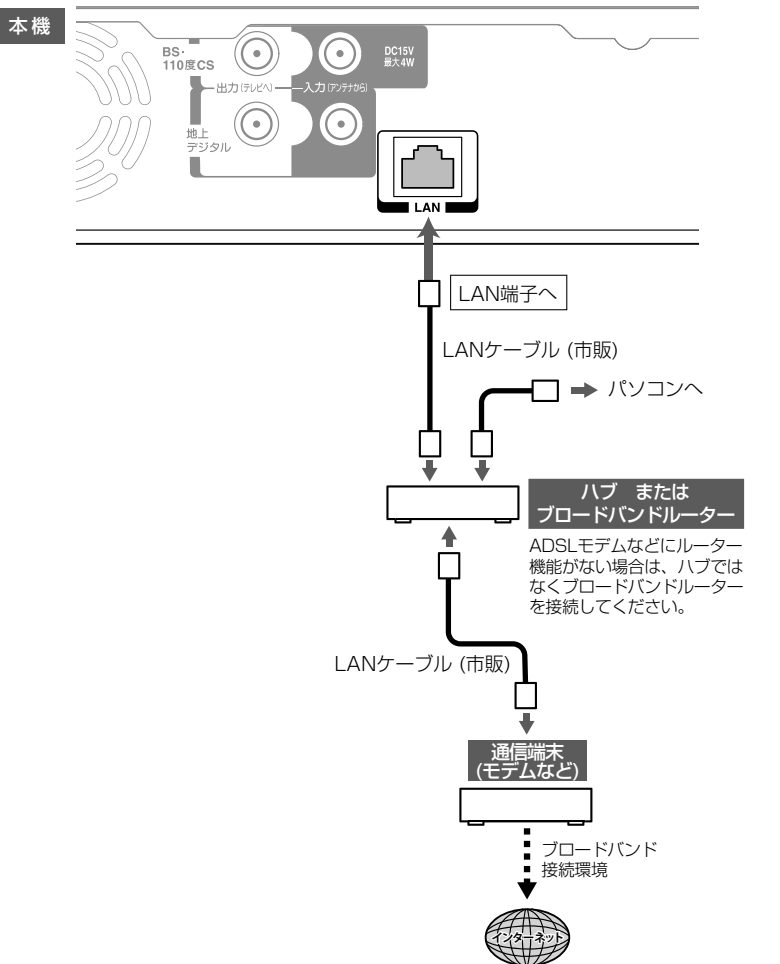 本機
BS・
110度CS
DC15V
最大4W
出力(テレビへ)
入力(アンテナから)
地上
デジタル
LAN
LAN端子へ
LANケーブル (市販)
パソコンへ
ハブ または
ブロードバンドルーター
ADSLモデムなどにルーター
機能がない場合は、ハブでは
なくブロードバンドルーター
を接続してください。
LANケーブル (市販)
通信端末
(モデムなど)
ブロードバンド
接続環境
インターネット